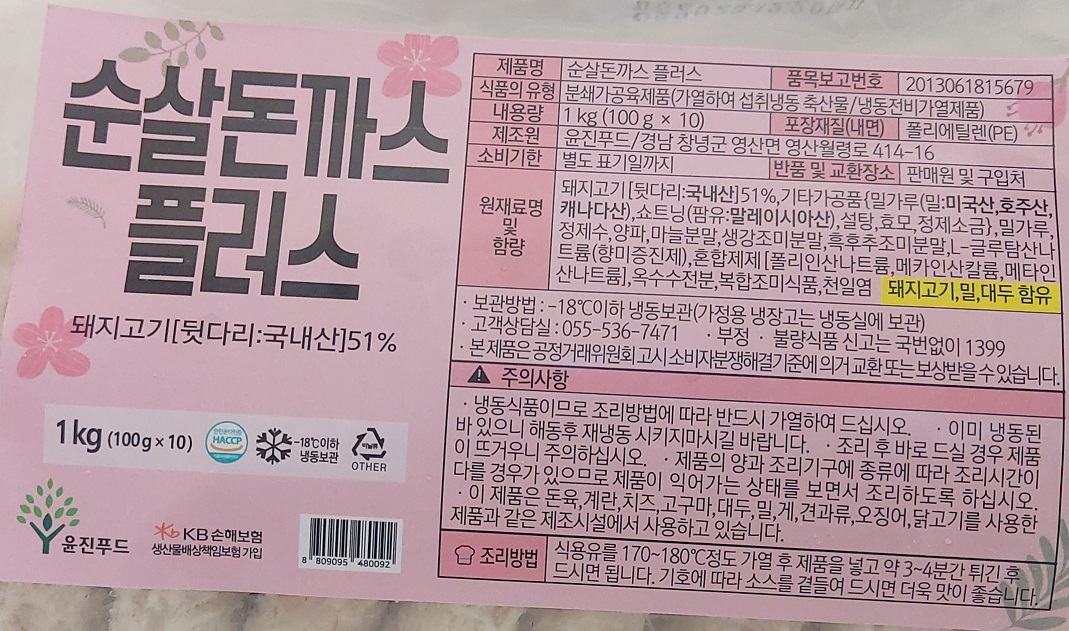 순살돈까스
플러스
돼지고기[뒷다리:국내산]51%
1kg (100g×10)
HACCP
-18℃이하
냉동보관
비닐류
OTHER
윤진푸드
KB손해보험
생산물배상책임보험 가입
8 809095 480092
제품명 순살돈까스 플러스 품목보고번호 2013061815679
식품의 유형 분쇄가공육제품(가열하여 섭취냉동 축산물/냉동전비가열제품)
내용량 1 kg (100 g × 10) 포장재질(내면) 폴리에틸렌(PE)
제조원 윤진푸드/경남 창녕군 영산면 영산월령로 414-16
소비기한 별도 표기일까지 반품 및 교환장소 판매원 및 구입처
원재료명
및
함량
돼지고기[뒷다리:국내산]51%,기타가공품{밀가루(밀:미국산,호주산,
캐나다산),쇼트닝(팜유:말레이시아산),설탕,효모,정제소금},밀가루,
정제수,양파,마늘분말,생강조미분말,흑후추조미분말,L-글루탐산나
트륨(향미증진제),혼합제제[폴리인산나트륨,메카인산칼륨,메타인
산나트륨],옥수수전분,복합조미식품,천일염 돼지고기,밀,대두 함유
· 보관방법:-18℃이하 냉동보관(가정용 냉장고는 냉동실에 보관)
· 고객상담실:055-536-7471 · 부정 · 불량식품 신고는 국번없이 1399
· 본 제품은 공정거래위원회 고시 소비자분쟁해결기준에 의거 교환 또는 보상받을 수 있습니다.
주의사항
· 냉동식품이므로 조리방법에 따라 반드시 가열하여 드십시오. · 이미 냉동된
바 있으니 해동후 재냉동 시키지마시길 바랍니다. · 조리 후 바로 드실 경우 제품
이 뜨거우니 주의하십시오. · 제품의 양과 조리기구에 종류에 따라 조리시간이
다를 경우가 있으므로 제품이 익어가는 상태를 보면서 조리하도록 하십시오.
· 이 제품은 돈육,계란,치즈,고구마,대두,밀,게,견과류,오징어,닭고기를 사용한
제품과 같은 제조시설에서 사용하고 있습니다.
조리방법 식용유를 170~180℃정도 가열 후 제품을 넣고 약 3~4분간 튀긴 후
드시면 됩니다. 기호에 따라 소스를 곁들여 드시면 더욱 맛이 좋습니다.